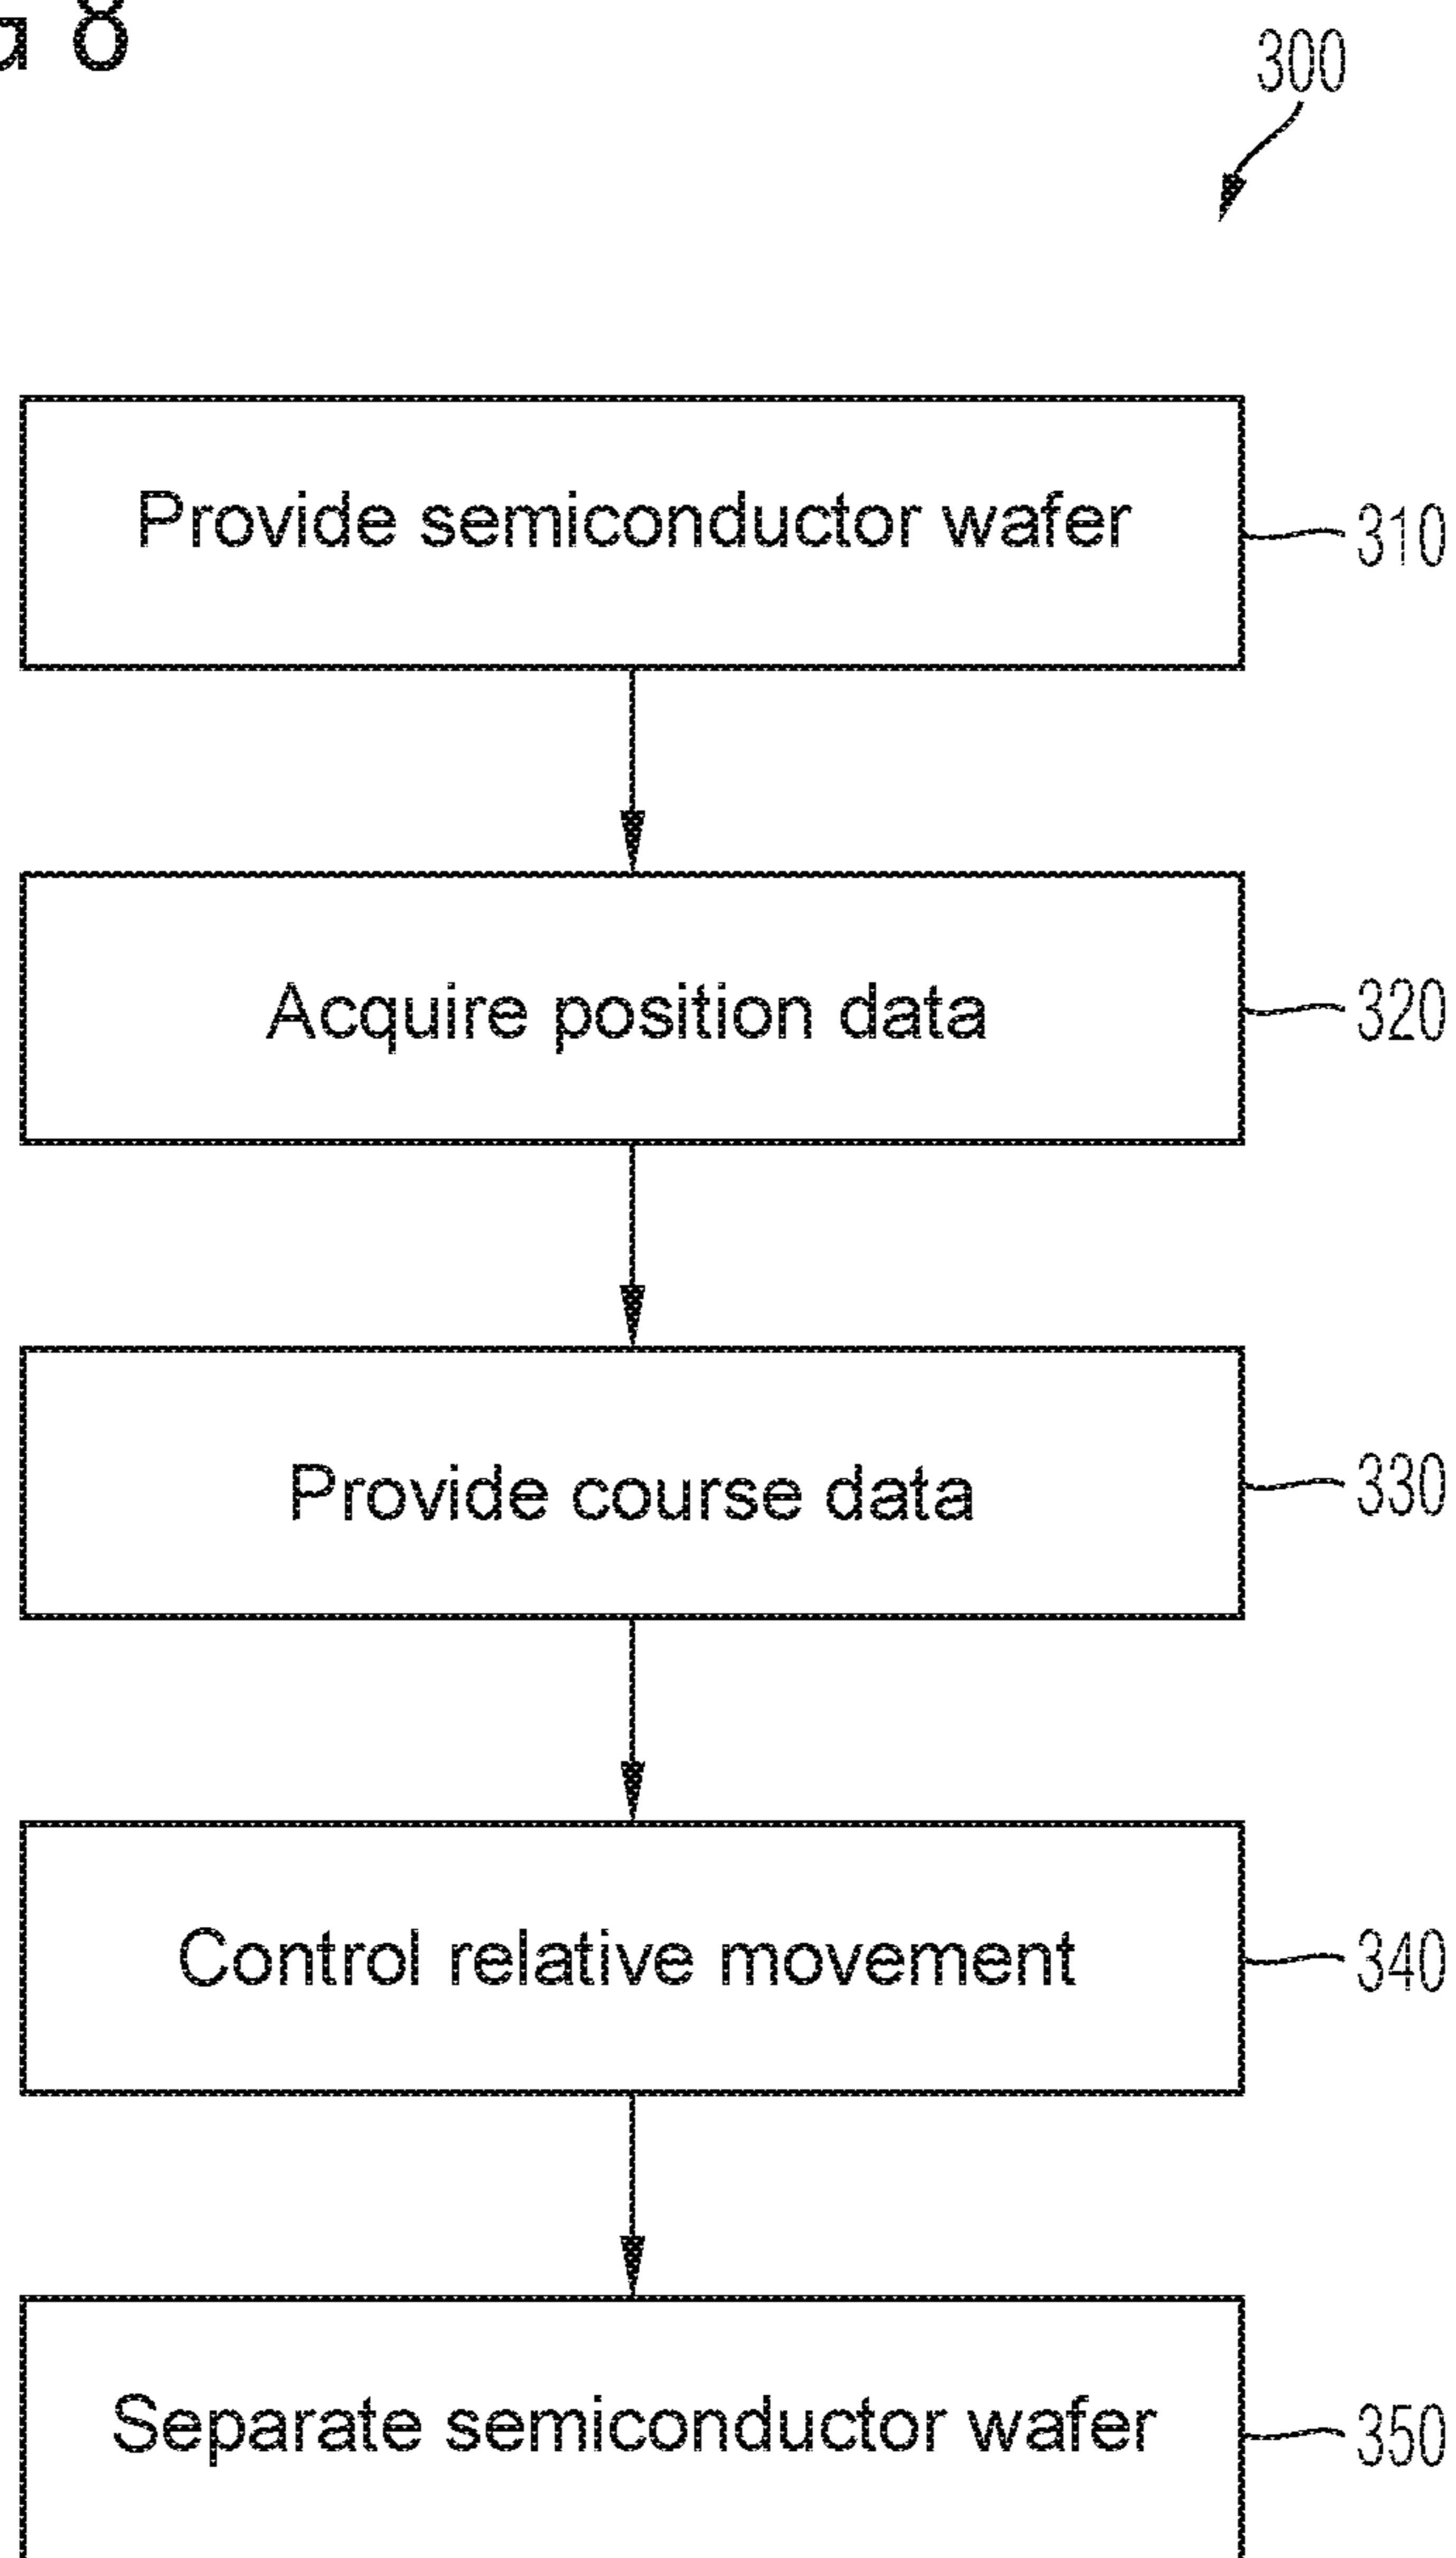 8
300
Provide semiconductor wafer
310
Acquire position data
320
Provide course data
330
Control relative movement
340
Separate semiconductor wafer
350